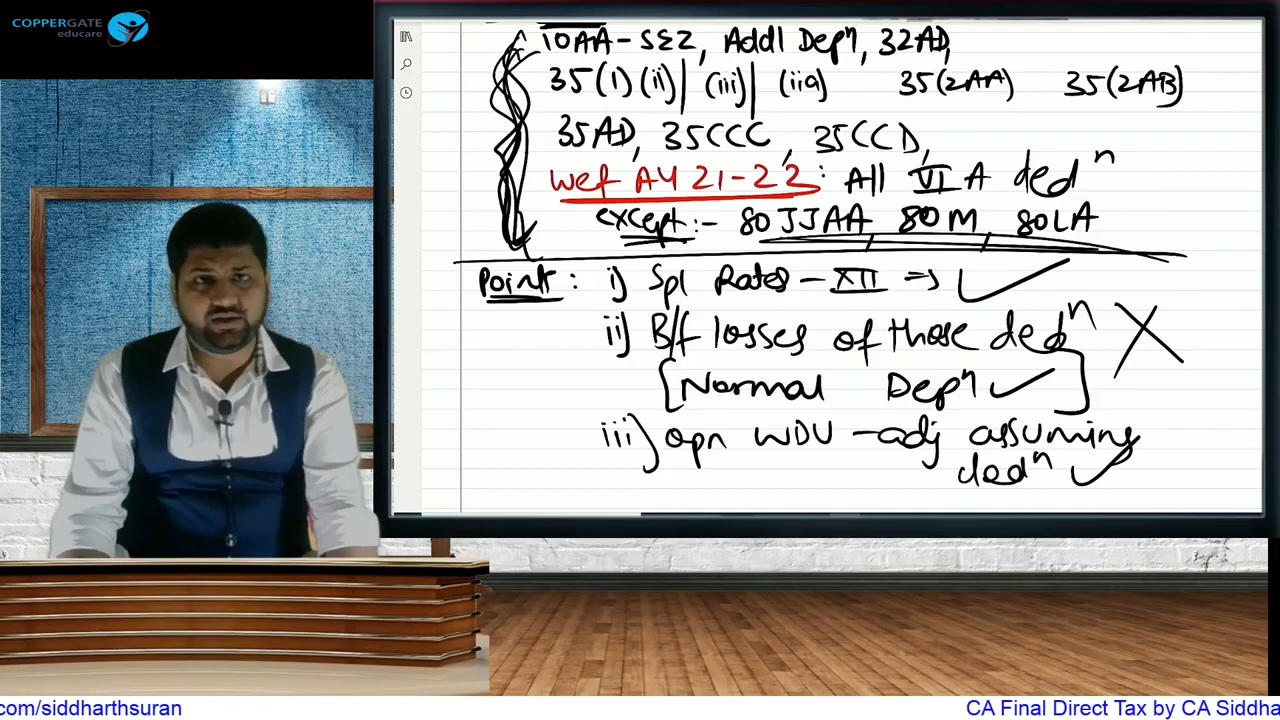 COPPERGATE
educare
10AA - SEZ, Addl Depⁿ, 32AD,
35(1)(ii)| (iii)| (iia) 35(2AA) 35(2AB)
35AD, 35CCC, 35CCD,
wef AY 21-22: All VI A dedⁿ
except:- 80JJAA 80M 80LA
Point: i) Spl Rates - XII => ✓
ii) B/f losses of those dedⁿ X
[Normal Depⁿ ✓]
iii) opn WDV - adj assuming
dedⁿ ✓
com/siddharthsuran
CA Final Direct Tax by CA Siddha